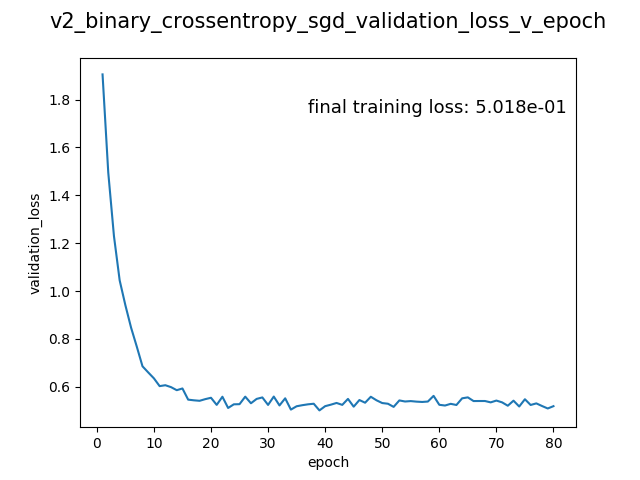 v2_binary_crossentropy_sgd_validation_loss_v_epoch
final training loss: 5.018e-01
1.8
1.6
1.4
1.2
1.0
0.8
0.6
validation_loss
0 10 20 30 40 50 60 70 80
epoch